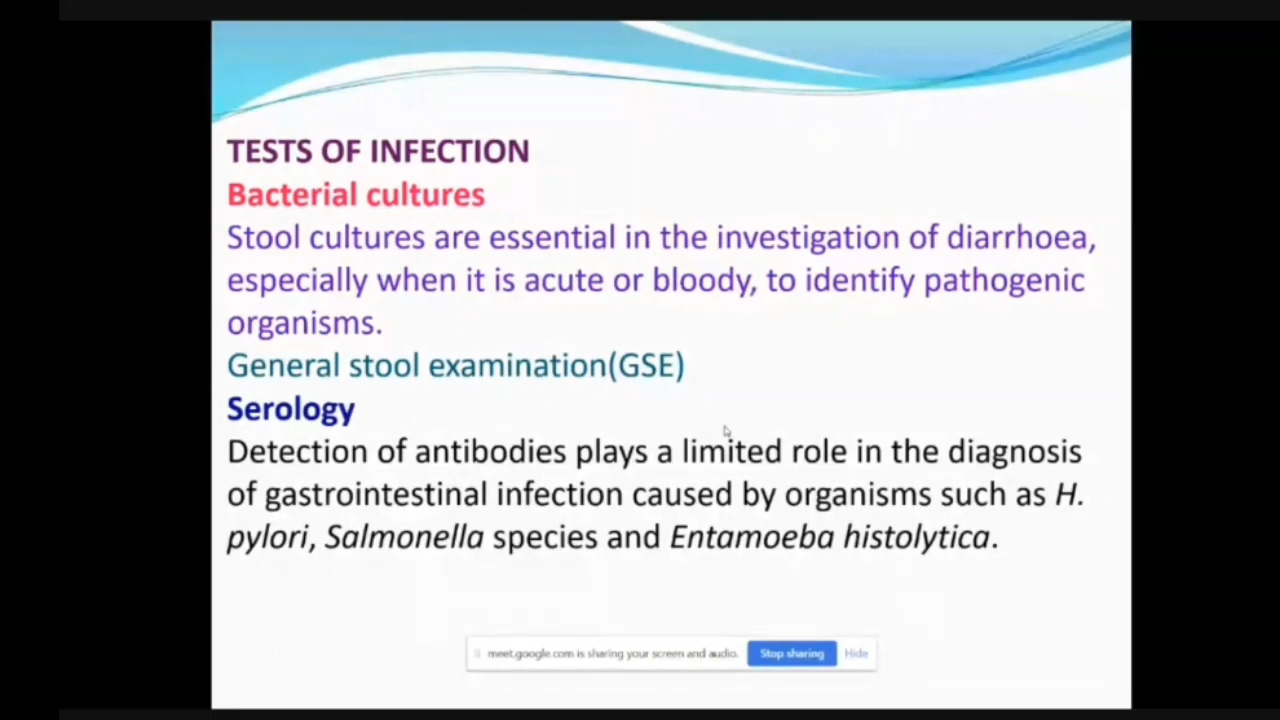 TESTS OF INFECTION
Bacterial cultures
Stool cultures are essential in the investigation of diarrhoea,
especially when it is acute or bloody, to identify pathogenic
organisms.
General stool examination(GSE)
Serology
Detection of antibodies plays a limited role in the diagnosis
of gastrointestinal infection caused by organisms such as H.
pylori, Salmonella species and Entamoeba histolytica.
meet.google.com is sharing your screen and audio. Stop sharing Hide